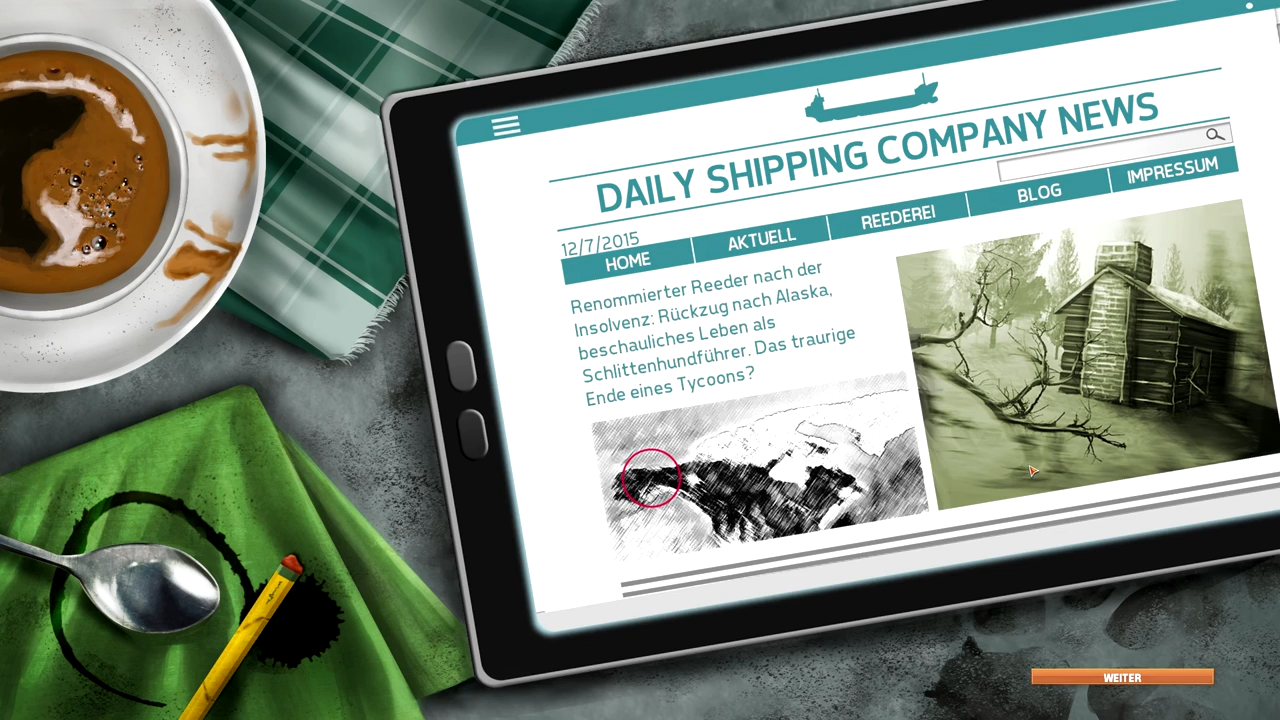 DAILY SHIPPING COMPANY NEWS
12/7/2015
HOME
AKTUELL
REEDEREI
BLOG
IMPRESSUM
Renommierter Reeder nach der
Insolvenz: Rückzug nach Alaska,
beschauliches Leben als
Schlittenhundführer. Das traurige
Ende eines Tycoons?
WEITER